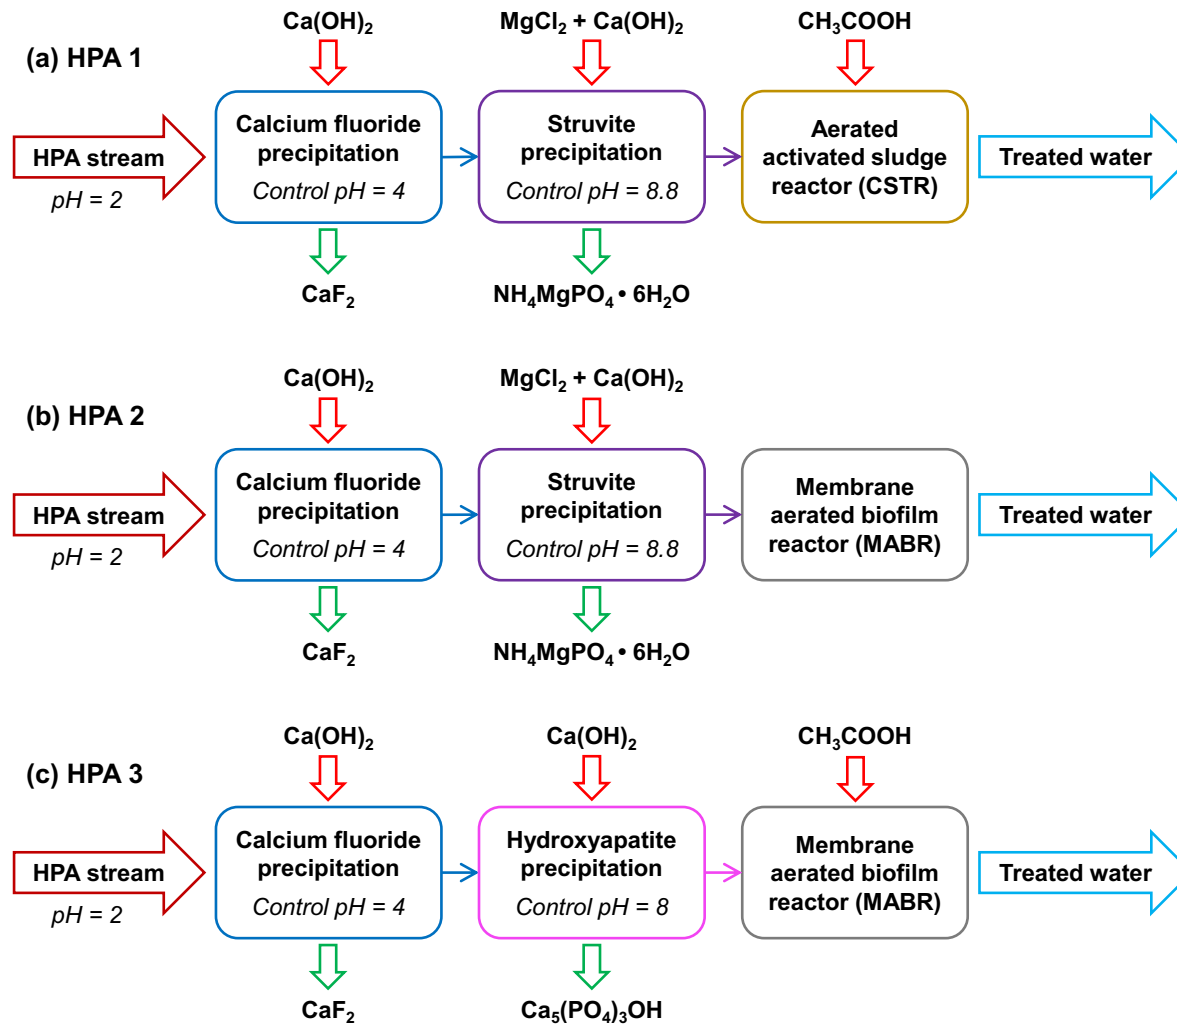 Ca(OH)₂
MgCl₂ + Ca(OH)₂
CH₃COOH
(a) HPA 1
HPA stream
pH = 2
Calcium fluoride
precipitation
Control pH = 4
Struvite
precipitation
Control pH = 8.8
Aerated
activated sludge
reactor (CSTR)
Treated water
CaF₂
NH₄MgPO₄ • 6H₂O
Ca(OH)₂
MgCl₂ + Ca(OH)₂
(b) HPA 2
HPA stream
pH = 2
Calcium fluoride
precipitation
Control pH = 4
Struvite
precipitation
Control pH = 8.8
Membrane
aerated biofilm
reactor (MABR)
Treated water
CaF₂
NH₄MgPO₄ • 6H₂O
Ca(OH)₂
Ca(OH)₂
CH₃COOH
(c) HPA 3
HPA stream
pH = 2
Calcium fluoride
precipitation
Control pH = 4
Hydroxyapatite
precipitation
Control pH = 8
Membrane
aerated biofilm
reactor (MABR)
Treated water
CaF₂
Ca₅(PO₄)₃OH